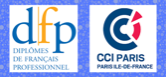 dfp
DIPLÔMES
DE FRANÇAIS
PROFESSIONNEL
CCI PARIS
PARIS ILE-DE-FRANCE